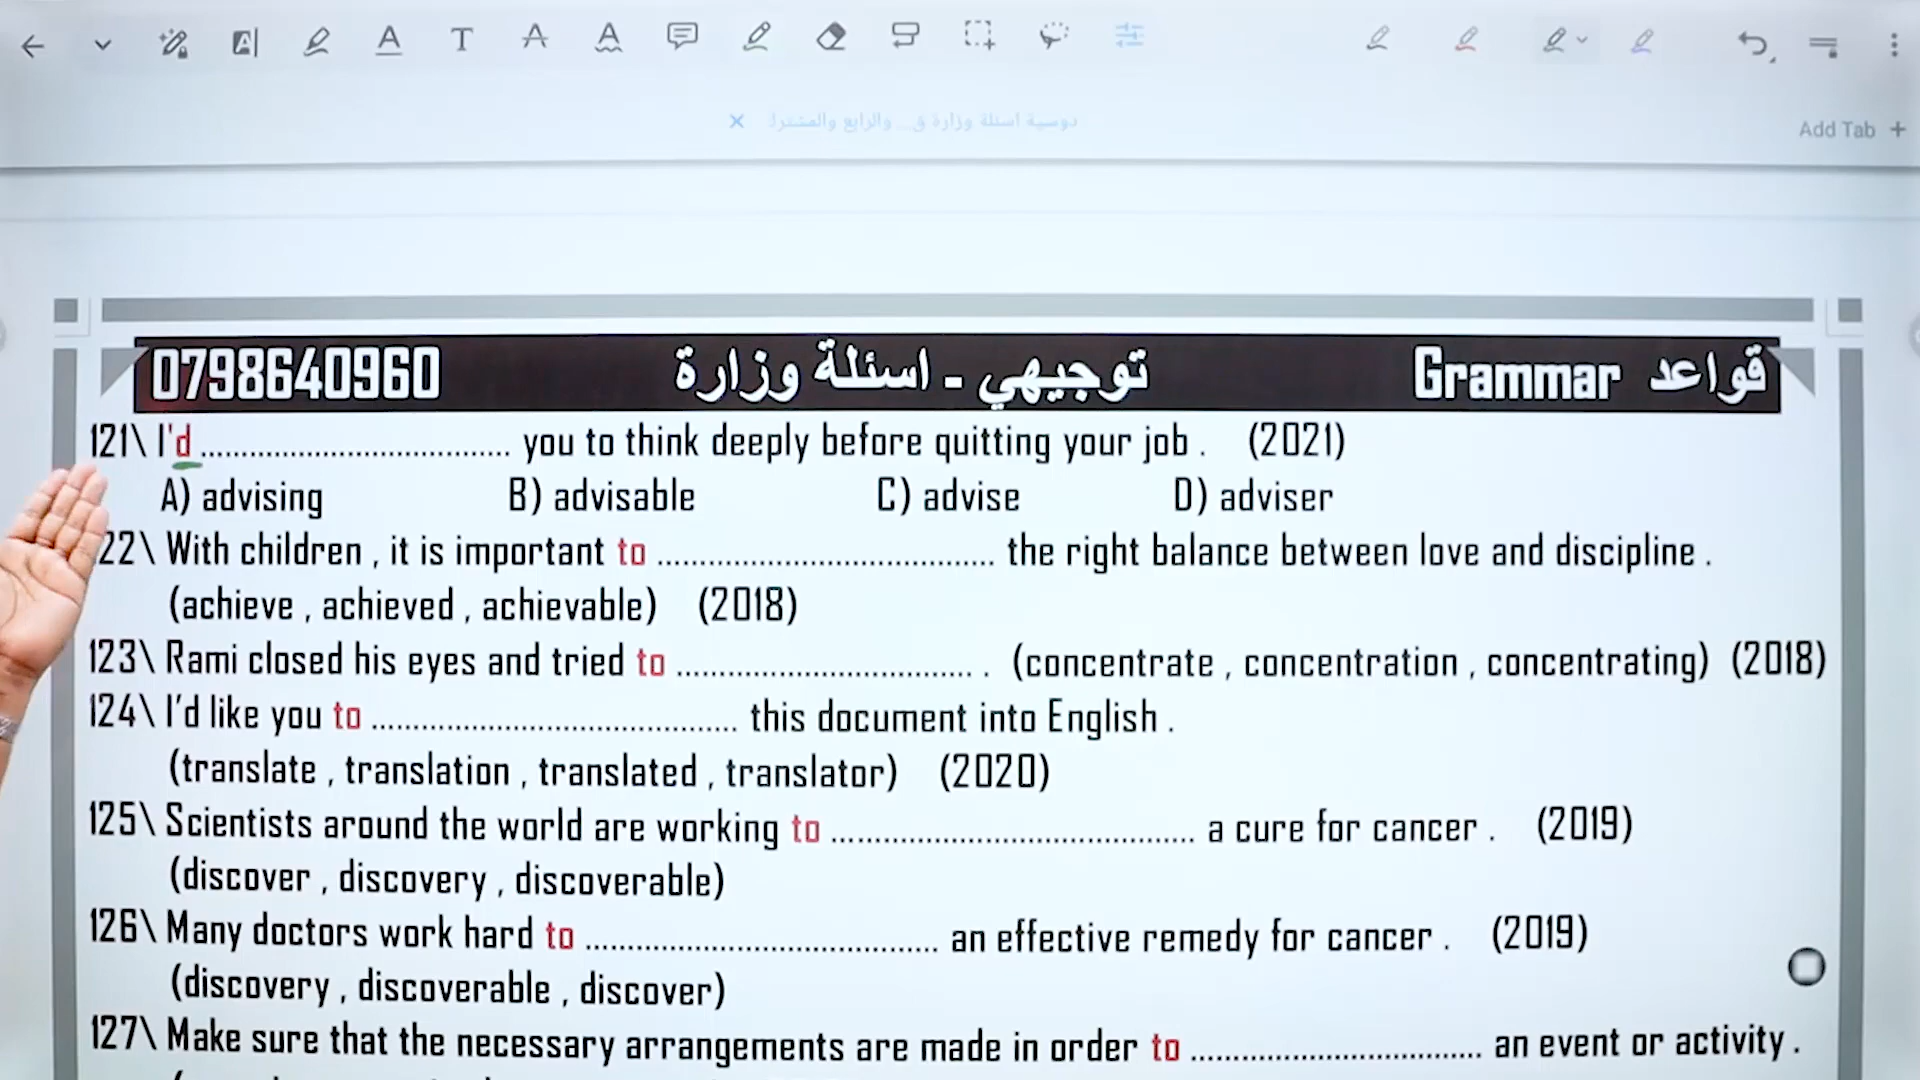 دوسية اسئلة وزارة ق... والرابع والمشترك
Add Tab +
0798640960 توجيهي - اسئلة وزارة Grammar قواعد
121\ I'd .................................... you to think deeply before quitting your job . (2021)
A) advising B) advisable C) advise D) adviser
22\ With children , it is important to .................................... the right balance between love and discipline .
(achieve , achieved , achievable) (2018)
123\ Rami closed his eyes and tried to .................................... . (concentrate , concentration , concentrating) (2018)
124\ I'd like you to .................................... this document into English .
(translate , translation , translated , translator) (2020)
125\ Scientists around the world are working to .................................... a cure for cancer . (2019)
(discover , discovery , discoverable)
126\ Many doctors work hard to .................................... an effective remedy for cancer . (2019)
(discovery , discoverable , discover)
127\ Make sure that the necessary arrangements are made in order to .................................... an event or activity .